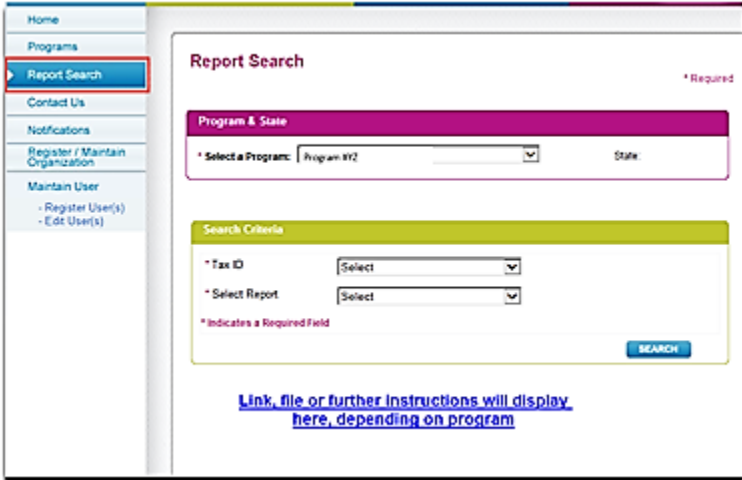 Home
Programs
Report Search
Contact Us
Notifications
Register / Maintain
Organization
Maintain User
- Register User(s)
- Edit User(s)
Report Search
* Required
Program & State
* Select a Program: Program XYZ State:
Search Criteria
* Tax ID Select
* Select Report Select
* Indicates a Required Field
SEARCH
Link, file or further instructions will display
here, depending on program